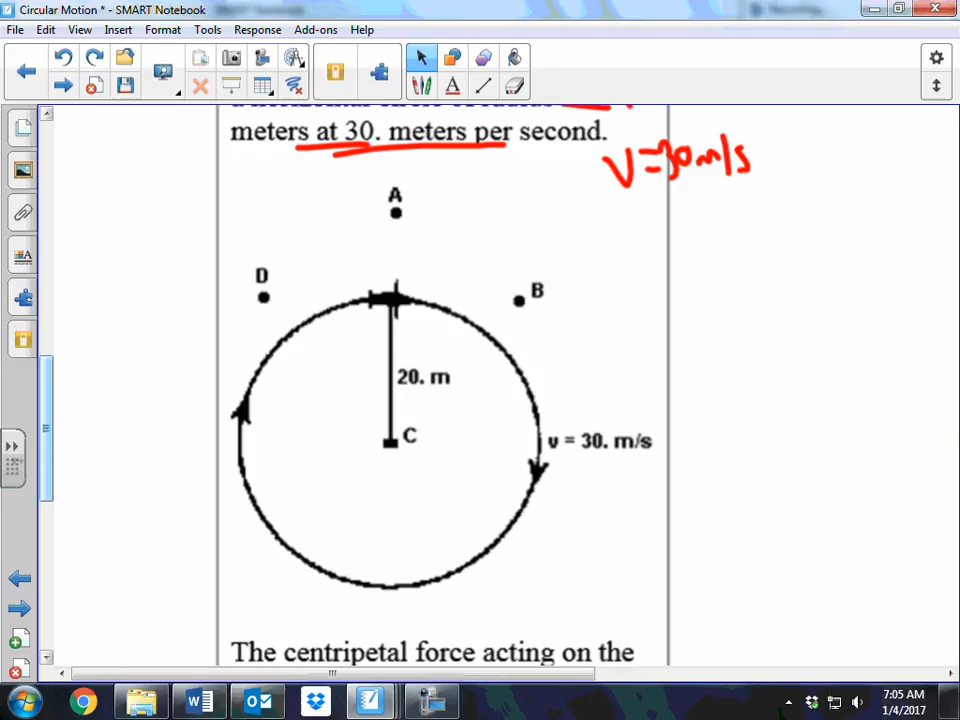 Circular Motion * - SMART Notebook
File Edit View Insert Format Tools Response Add-ons Help
meters at 30. meters per second.
V=30m/s
A
D
B
20. m
C
v = 30. m/s
The centripetal force acting on the
7:05 AM
1/4/2017